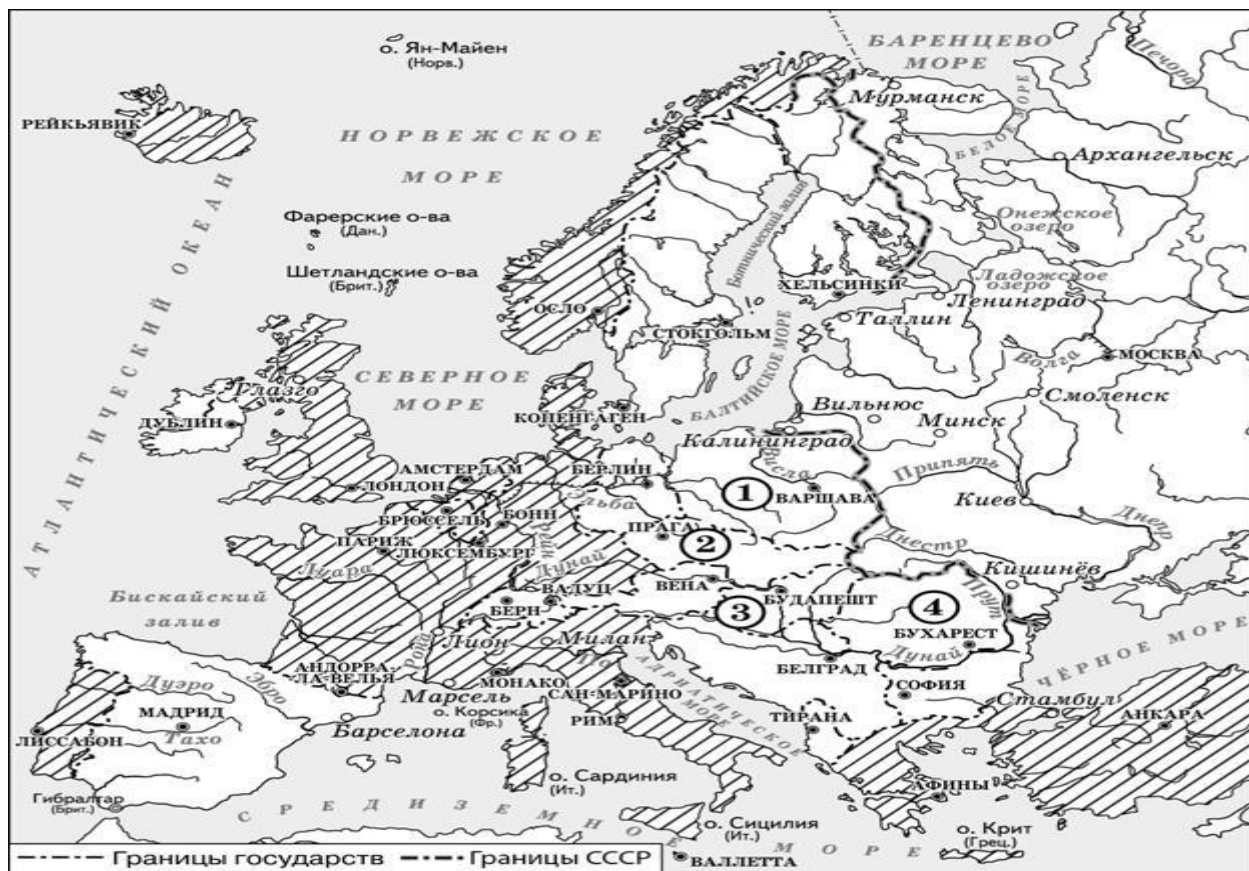 о. Ян-Майен
(Норв.)
БАРЕНЦЕВО
МОРЕ
Печора
РЕЙКЬЯВИК
НОРВЕЖСКОЕ
МОРЕ
Мурманск
БЕЛОЕ МОРЕ
Архангельск
АТЛАНТИЧЕСКИЙ ОКЕАН
Фарерские о-ва
(Дан.)
Шетландские о-ва
(Брит.)
Ботнический залив
Онежское
озеро
Ладожское
озеро
ОСЛО
СТОКГОЛЬМ
ХЕЛЬСИНКИ
Ленинград
Таллин
Волга
МОСКВА
СЕВЕРНОЕ
МОРЕ
Глазго
ДУБЛИН
КОПЕНГАГЕН
БАЛТИЙСКОЕ МОРЕ
Смоленск
Вильнюс
Минск
Калининград
АМСТЕРДАМ
ЛОНДОН
БЕРЛИН
Висла
1
ВАРШАВА
Припять
Эльба
БРЮССЕЛЬ
БОНН
Киев
Днепр
ПАРИЖ
ЛЮКСЕМБУРГ
Рейн
ПРАГА
2
Днестр
Луара
Дунай
ВЕНА
Кишинёв
Бискайский
залив
БЕРН
ВАДУЦ
3
БУДАПЕШТ
4
Прут
Лион
Милан
БУХАРЕСТ
Рона
По
АДРИАТИЧЕСКОЕ
МОРЕ
БЕЛГРАД
Дунай
ЧЁРНОЕ МОРЕ
АНДОРРА-
ЛА-ВЕЛЬЯ
МОНАКО
САН-МАРИНО
СОФИЯ
Дуэро
Эбро
Марсель
о. Корсика
(Фр.)
РИМ
ТИРАНА
Стамбул
АНКАРА
МАДРИД
ЛИССАБОН
Тахо
Барселона
о. Сардиния
(Ит.)
АФИНЫ
Гибралтар
(Брит.)
СРЕДИЗЕМНОЕ МОРЕ
о. Сицилия
(Ит.)
о. Крит
(Грец.)
Границы государств
Границы СССР
ВАЛЛЕТТА